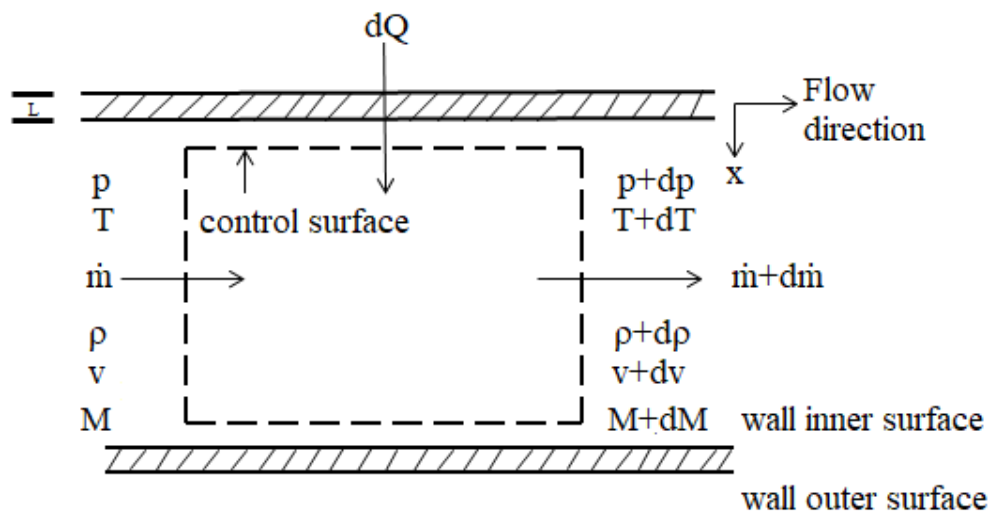 dQ
L
Flow
direction
x
p
T
control surface
p+dp
T+dT
ṁ
ṁ+dṁ
ρ
v
M
ρ+dρ
v+dv
M+dM
wall inner surface
wall outer surface